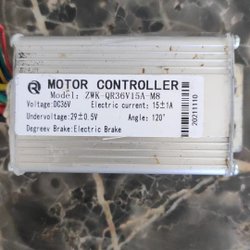 MOTOR CONTROLLER
Model: ZWK-QR36V15A-M8
Voltage:DC36V Electric current: 15±1A
Undervoltage:29±0.5V Angle: 120°
Degreev Brake:Electric Brake
20211110